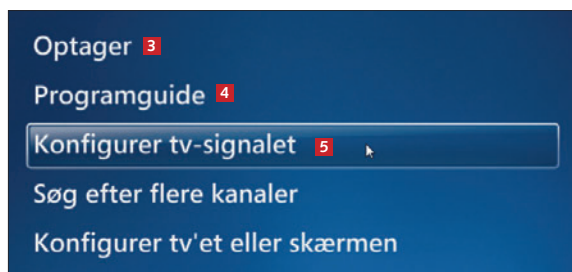 Optager 3
Programguide 4
Konfigurer tv-signalet 5
Søg efter flere kanaler
Konfigurer tv'et eller skærmen